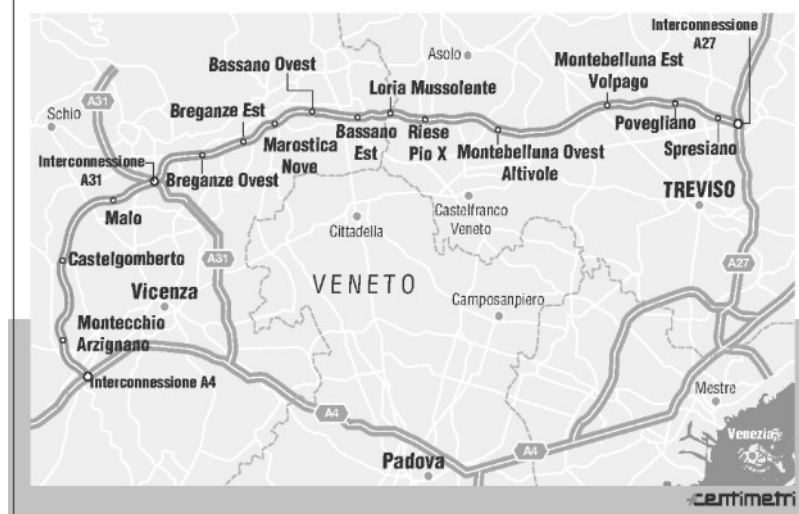 Interconnessione
A27
Asolo
Montebelluna Est
Volpago
Bassano Ovest
Loria Mussolente
Breganze Est
A31
Schio
Marostica
Nove
Bassano
Est
Riese
Pio X
Montebelluna Ovest
Altivole
Povegliano
Spresiano
Interconnessione
A31
Breganze Ovest
TREVISO
Malo
Cittadella
Castelfranco
Veneto
Castelgomberto
A31
A27
VENETO
Vicenza
Camposanpiero
Montecchio
Arzignano
Interconnessione A4
Mestre
A4
Venezia
A4
Padova
centimetri